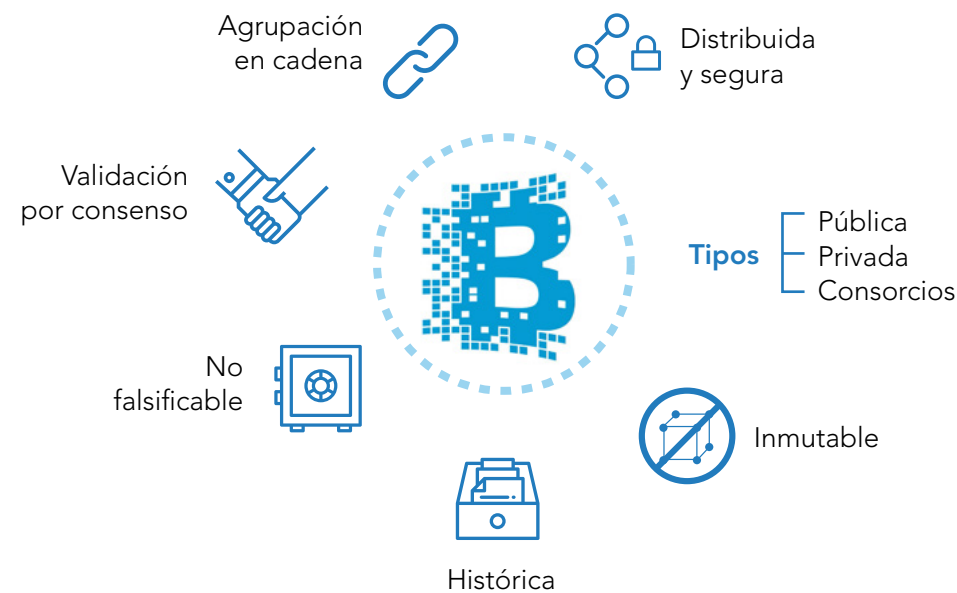 Agrupación
en cadena
Distribuida
y segura
Validación
por consenso
Tipos
Pública
Privada
Consorcios
No
falsificable
Inmutable
Histórica